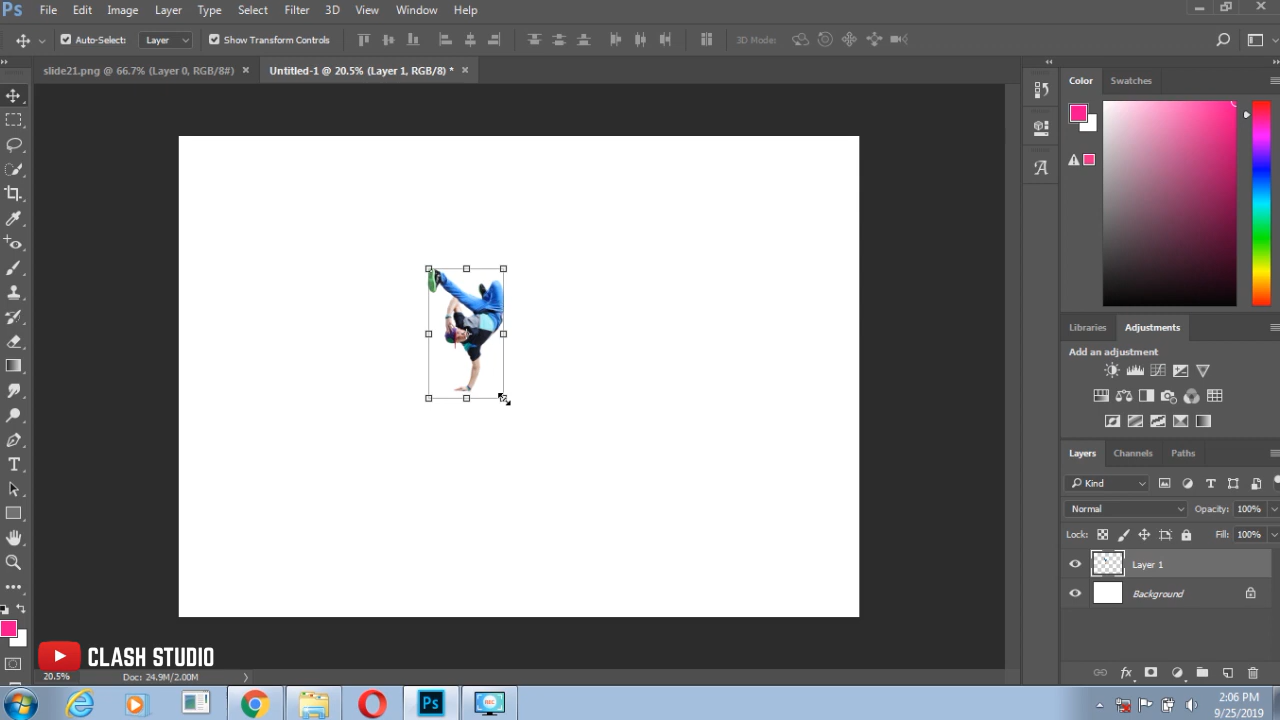 Ps File Edit Image Layer Type Select Filter 3D View Window Help
Auto-Select: Layer Show Transform Controls 3D Mode:
slide21.png @ 66.7% (Layer 0, RGB/8#) × Untitled-1 @ 20.5% (Layer 1, RGB/8) * ×
Color Swatches
Libraries Adjustments
Add an adjustment
Layers Channels Paths
Kind
Normal Opacity: 100%
Lock: Fill: 100%
Layer 1
Background
CLASH STUDIO
20.5% Doc: 24.9M/2.00M
Ps REC 2:06 PM
9/25/2019